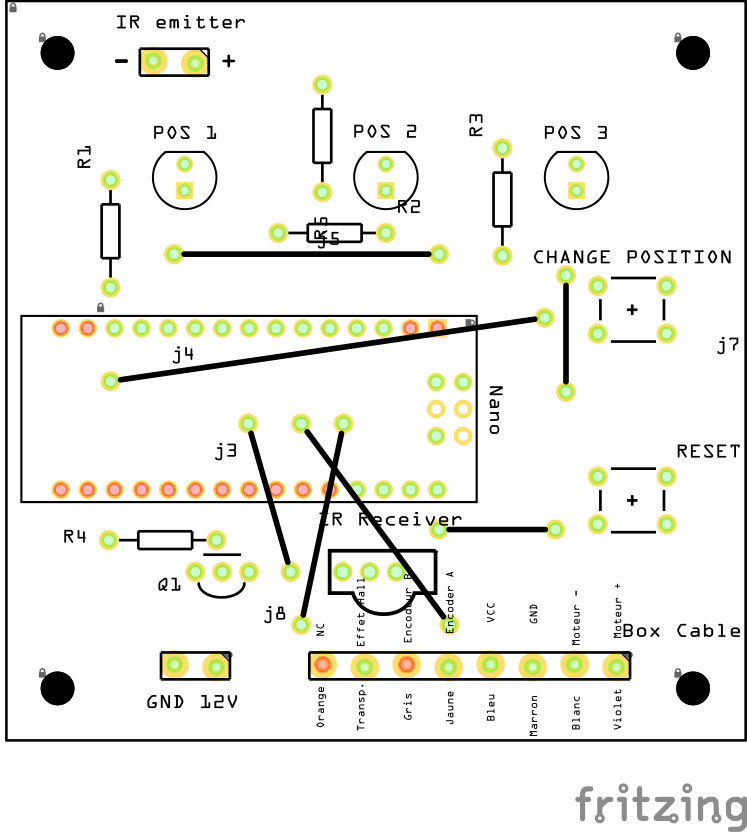 IR emitter
- +
POS 1
POS 2
POS 3
R1
R3
R2
R5
j5
CHANGE POSITION
+
j7
j4
Nano
j3
RESET
+
IR Receiver
R4
Q1
j8
NC
Effet Hall
Encodeur B
Encoder A
VCC
GND
Moteur -
Moteur +
Box Cable
GND 12V
Orange
Transp.
Gris
Jaune
Bleu
Marron
Blanc
Violet
fritzing